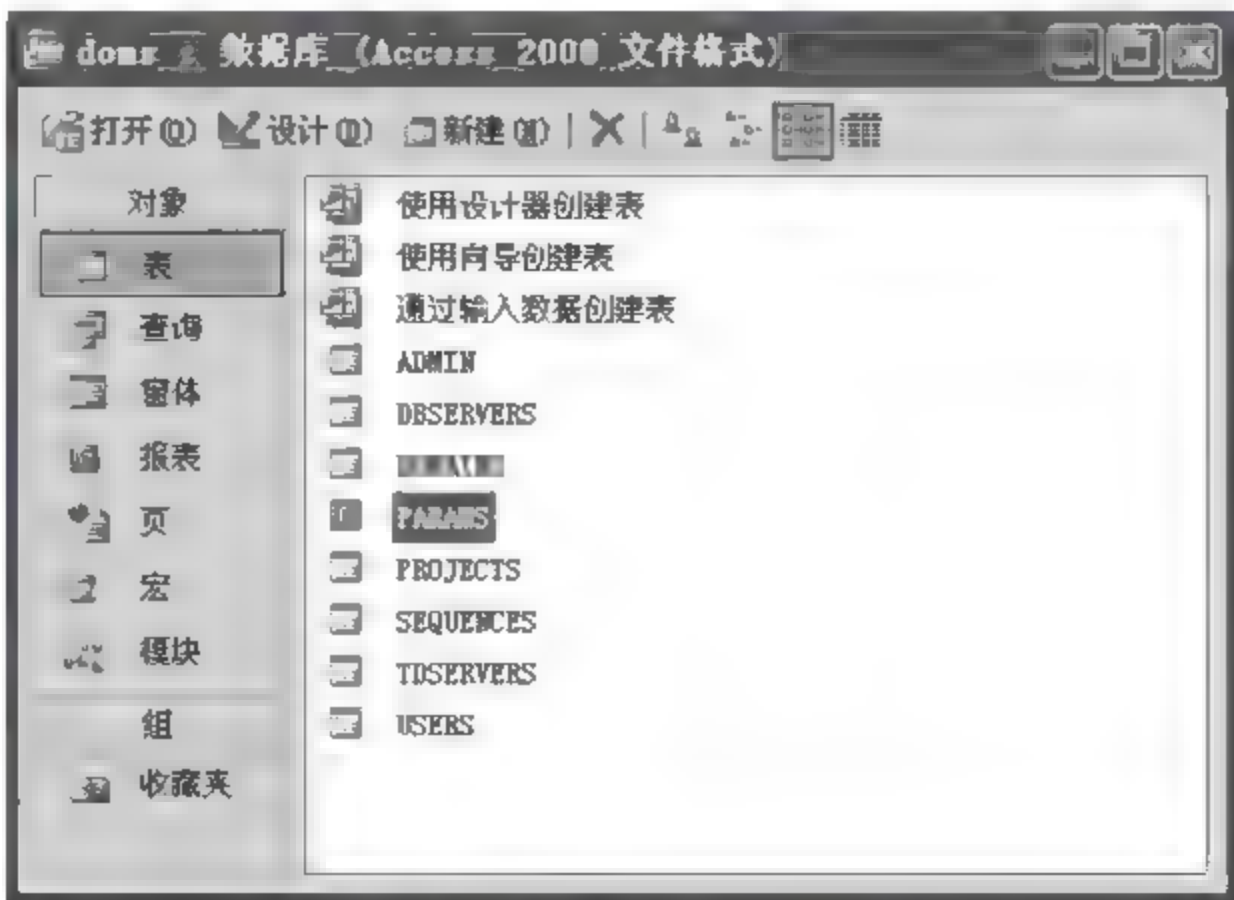 doms : 数据库 (Access 2000 文件格式)
打开(O) 设计(D) 新建(N)
对象
表
查询
窗体
报表
页
宏
模块
组
收藏夹
使用设计器创建表
使用向导创建表
通过输入数据创建表
ADMIN
DBSERVERS
PARAMS
PROJECTS
SEQUENCES
TDSERVERS
USERS